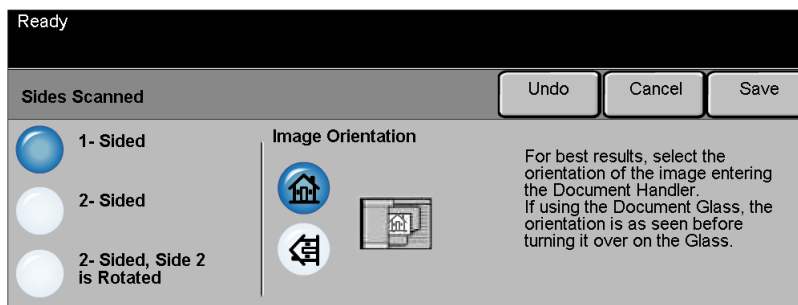 Ready
Sides Scanned
Undo
Cancel
Save
1- Sided
2- Sided
2- Sided, Side 2
is Rotated
Image Orientation
For best results, select the
orientation of the image entering
the Document Handler.
If using the Document Glass, the
orientation is as seen before
turning it over on the Glass.